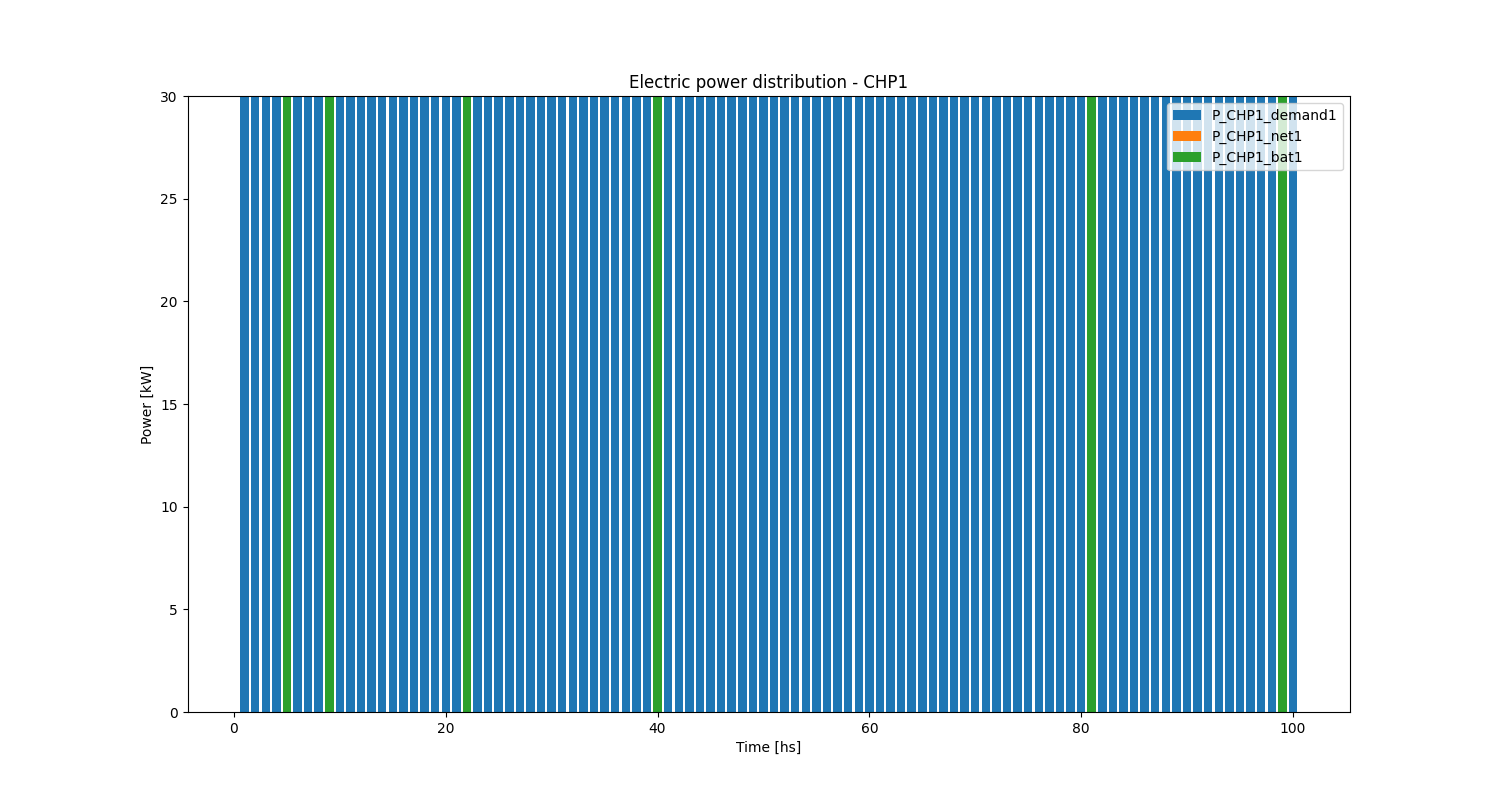 Electric power distribution - CHP1
30
25
20
15
10
5
0
Power [kW]
P_CHP1_demand1
P_CHP1_net1
P_CHP1_bat1
0 20 40 60 80 100
Time [hs]